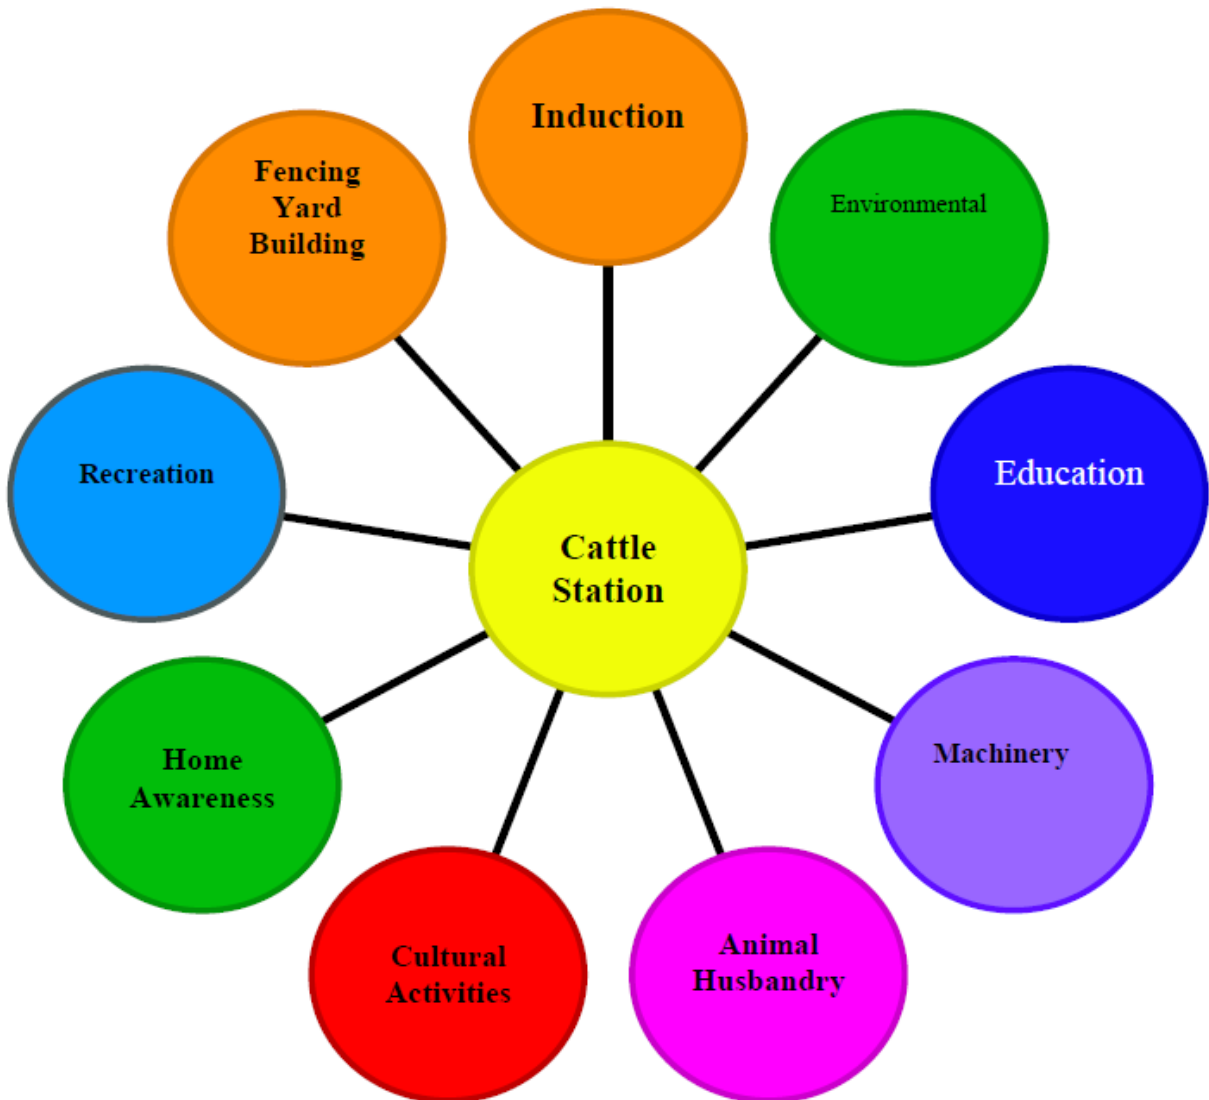 Induction
Fencing
Yard
Building
Environmental
Recreation
Education
Cattle
Station
Home
Awareness
Machinery
Cultural
Activities
Animal
Husbandry